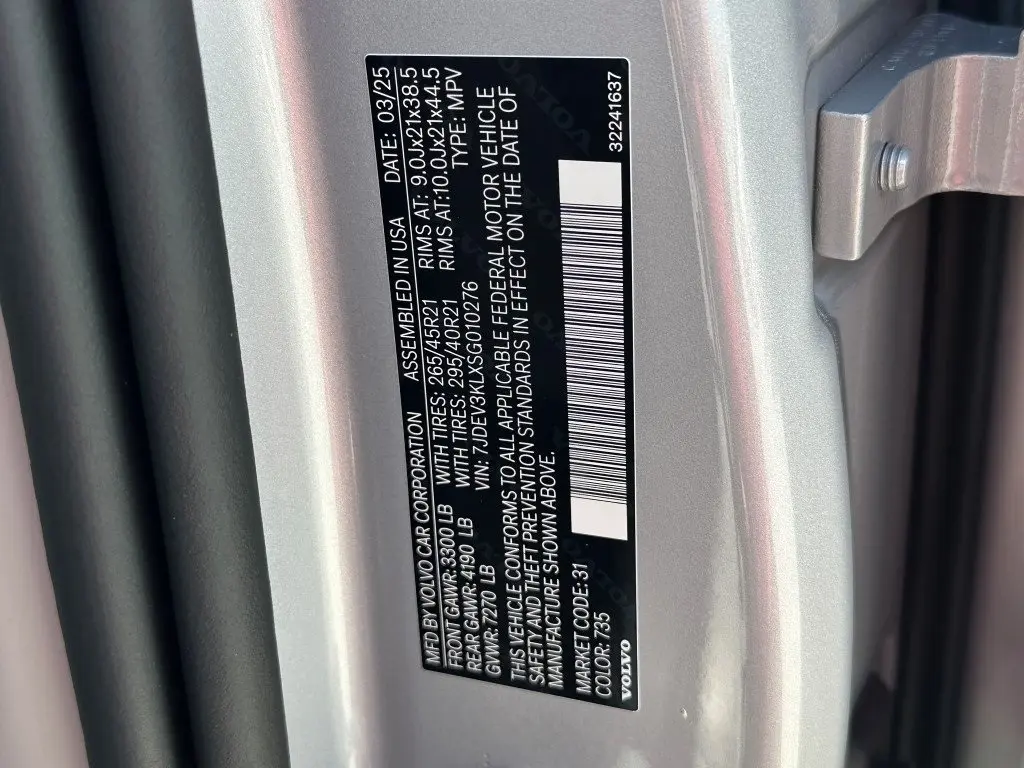 MFD BY VOLVO CAR CORPORATION ASSEMBLED IN USA DATE: 03/25
FRONT GAWR: 3300 LB WITH TIRES: 265/45R21 RIMS AT: 9.0Jx21x38.5
REAR GAWR: 4190 LB WITH TIRES: 295/40R21 RIMS AT:10.0Jx21x44.5
GVWR: 7220 LB VIN: 7JDEV3KLXSG010276 TYPE: MPV
THIS VEHICLE CONFORMS TO ALL APPLICABLE FEDERAL MOTOR VEHICLE
SAFETY AND THEFT PREVENTION STANDARDS IN EFFECT ON THE DATE OF
MANUFACTURE SHOWN ABOVE.
MARKET CODE:31
COLOR: 735
VOLVO 32241637